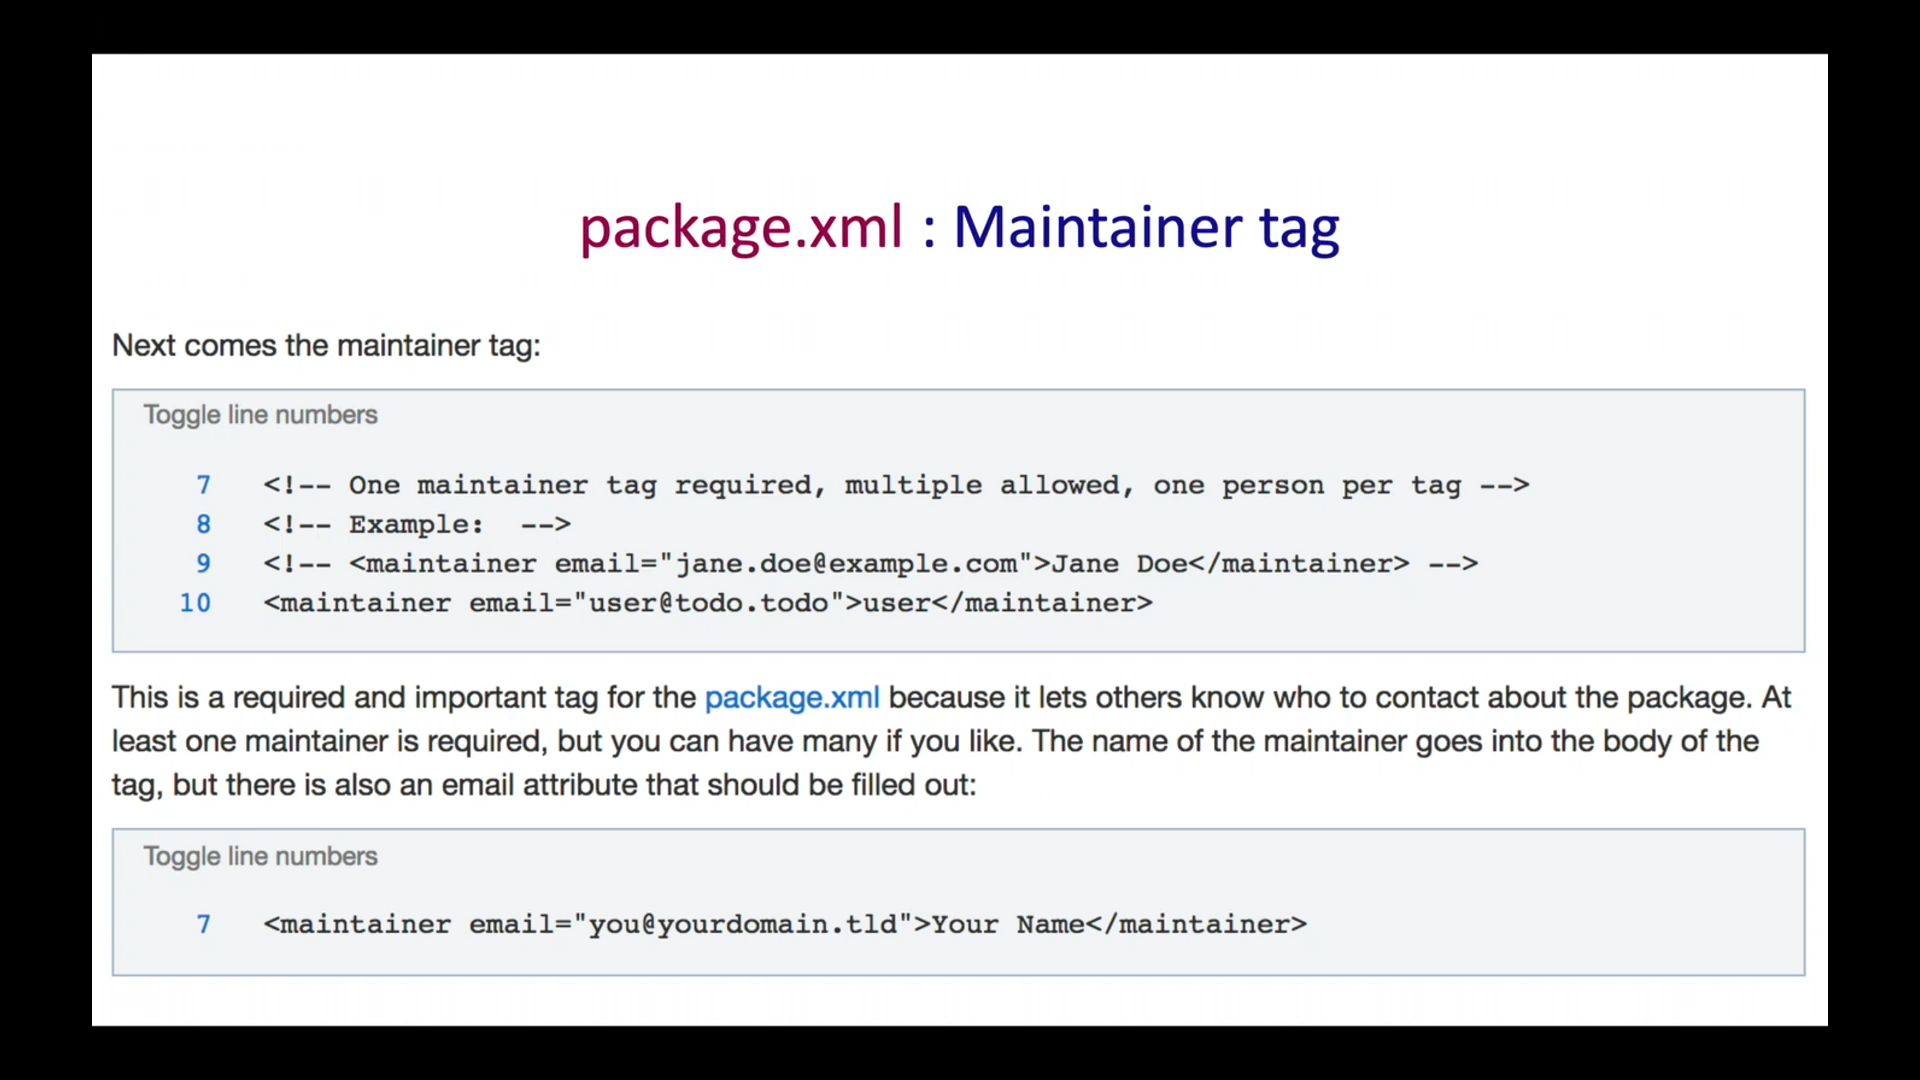 package.xml : Maintainer tag
Next comes the maintainer tag:
Toggle line numbers
7 <!-- One maintainer tag required, multiple allowed, one person per tag -->
8 <!-- Example:  -->
9 <!-- <maintainer email="jane.doe@example.com">Jane Doe</maintainer> -->
10 <maintainer email="user@todo.todo">user</maintainer>
This is a required and important tag for the package.xml because it lets others know who to contact about the package. At
least one maintainer is required, but you can have many if you like. The name of the maintainer goes into the body of the
tag, but there is also an email attribute that should be filled out:
Toggle line numbers
7 <maintainer email="you@yourdomain.tld">Your Name</maintainer>